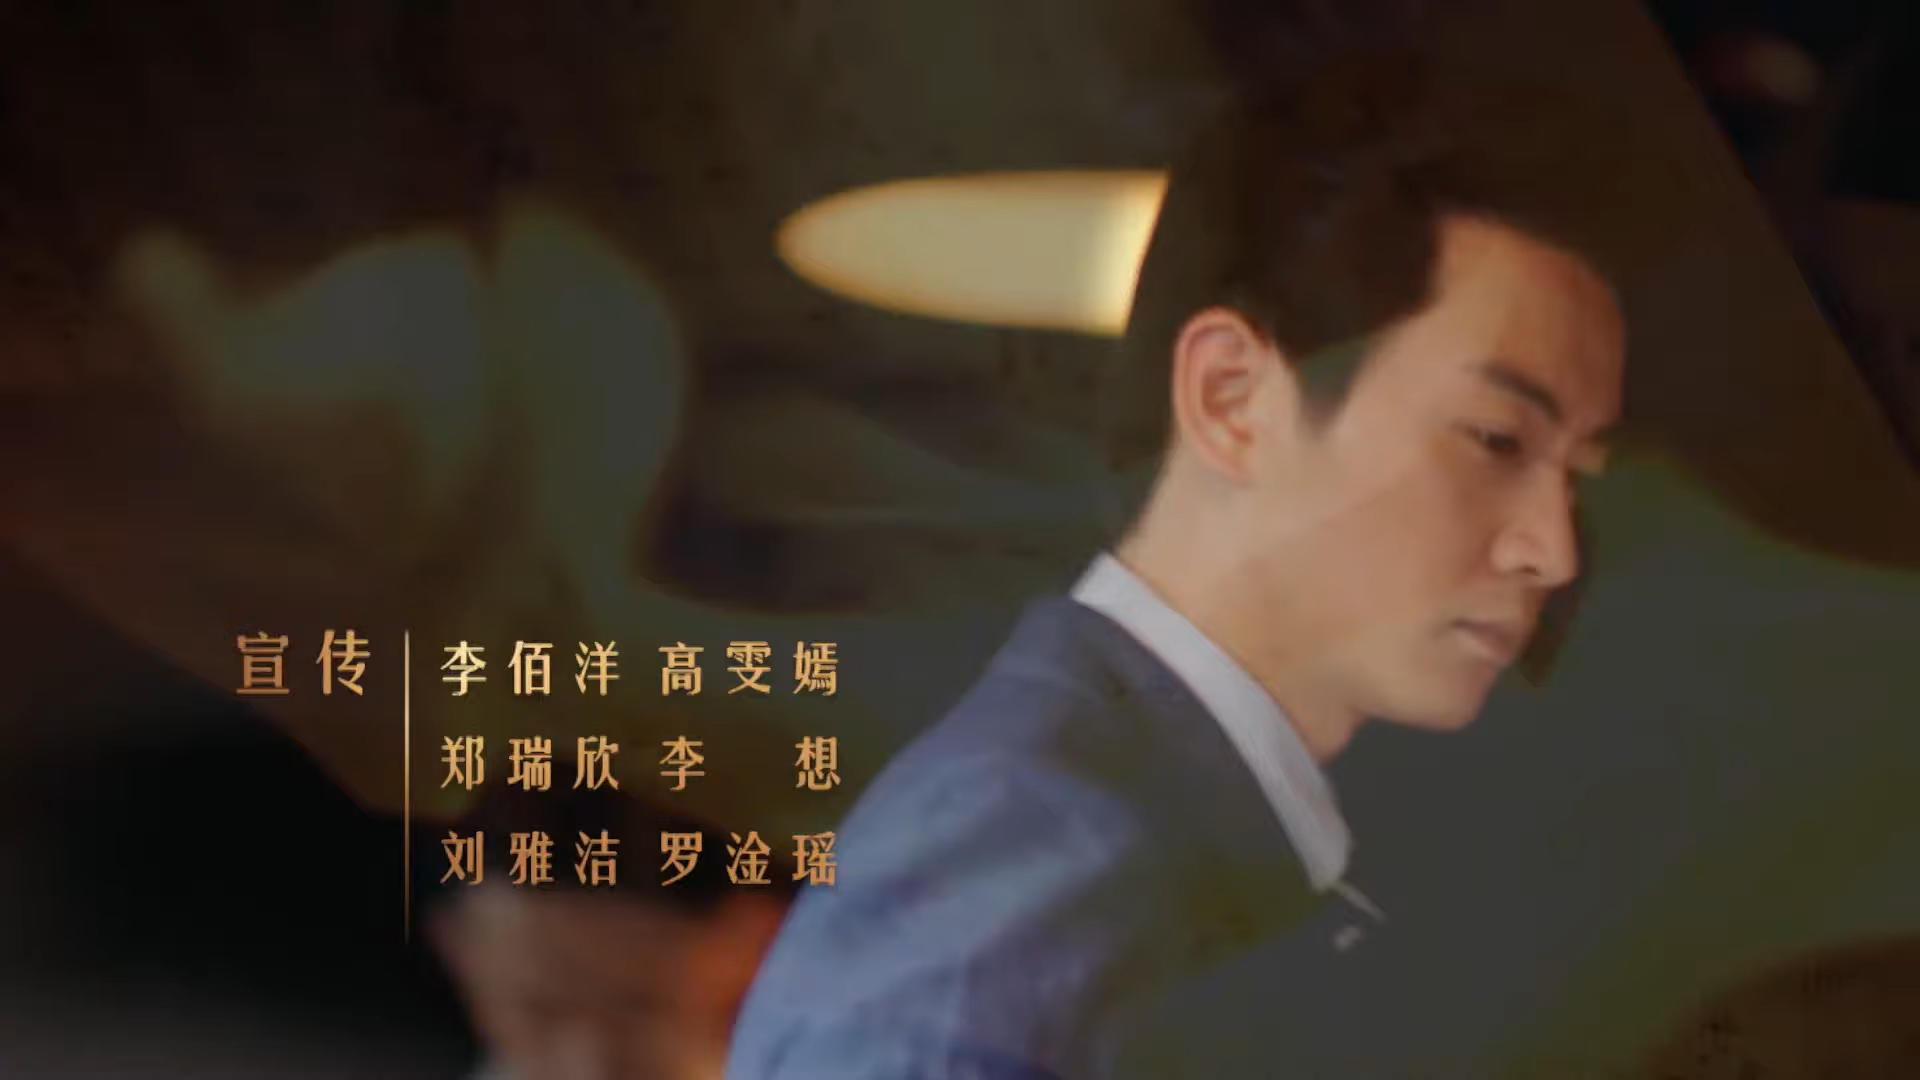 宣传 李佰洋 高雯嫣
郑瑞欣 李想
刘雅洁 罗淦瑶